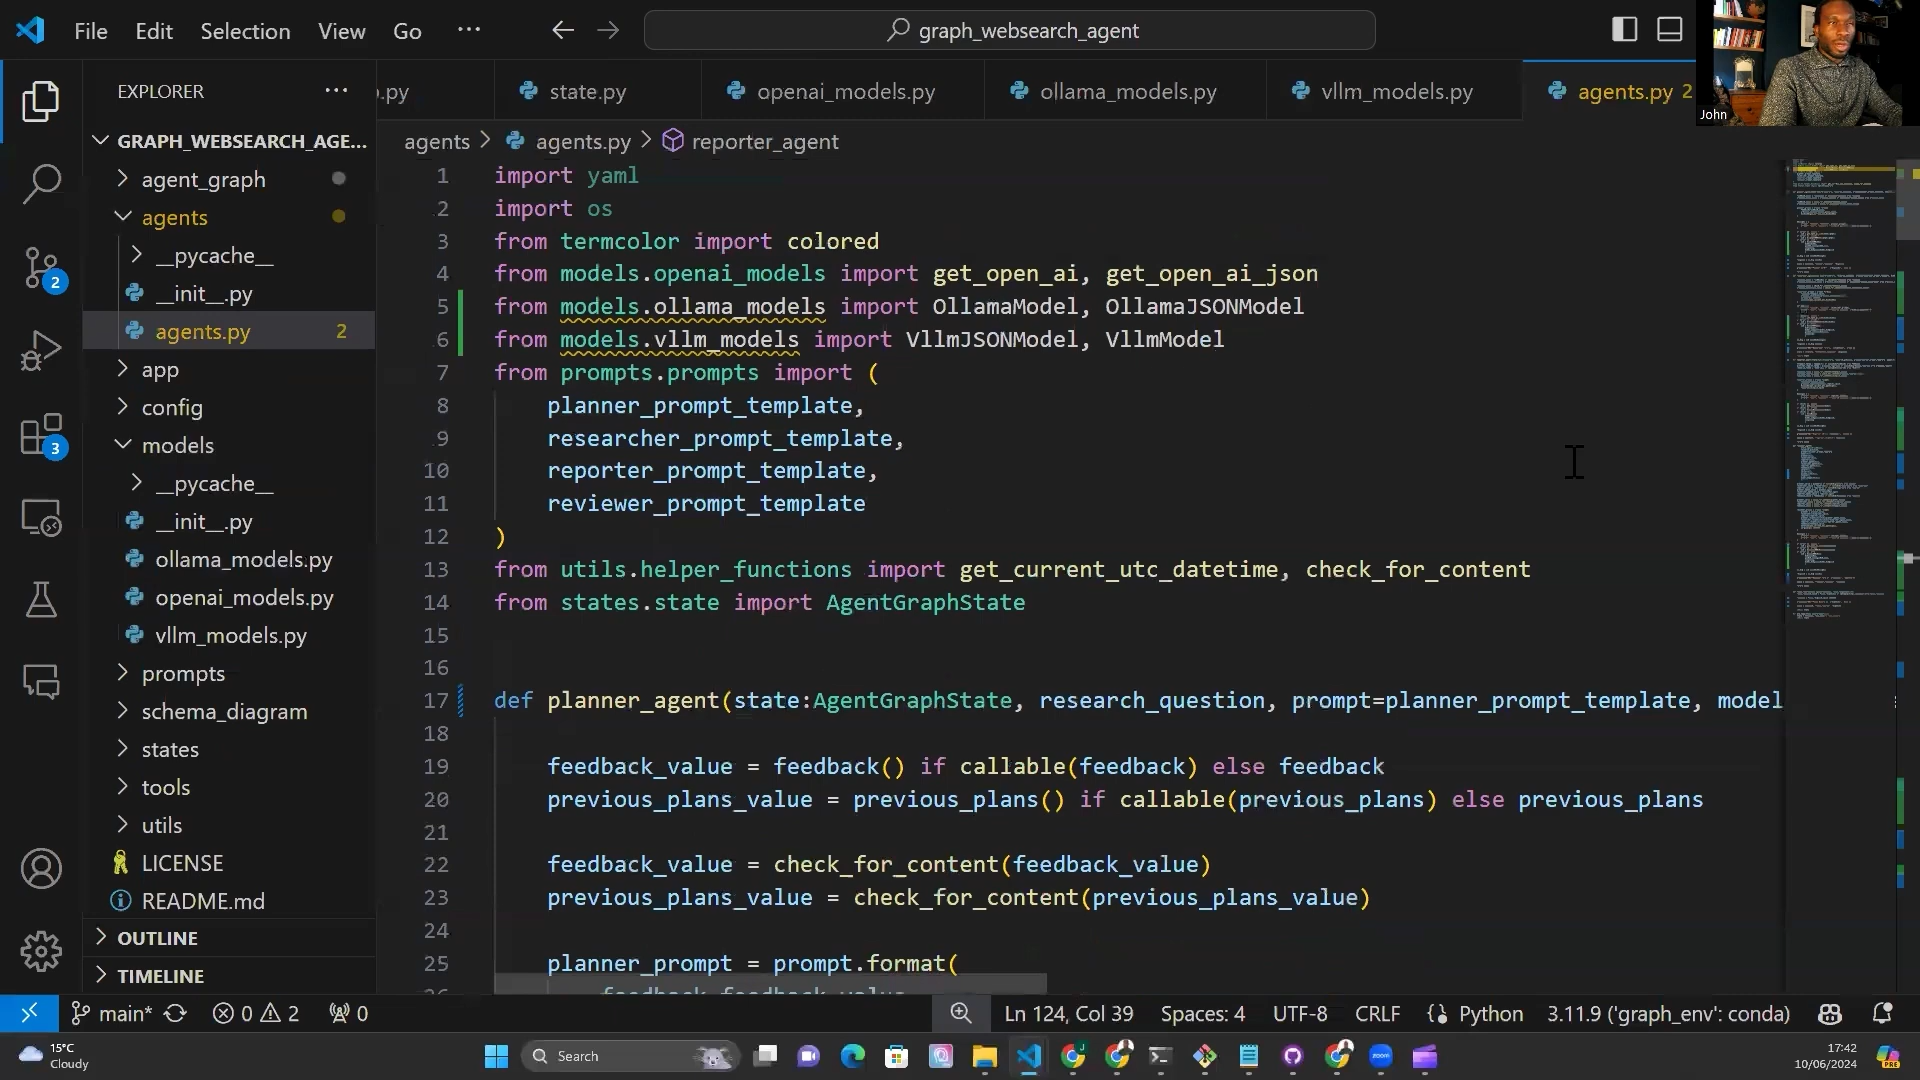 File Edit Selection View Go ··· graph_websearch_agent
EXPLORER ···
p.py state.py openai_models.py ollama_models.py vllm_models.py agents.py 2
John
GRAPH_WEBSEARCH_AGE...
agents > agents.py > reporter_agent
agent_graph
agents
__pycache__
__init__.py
agents.py 2
app
config
models
__pycache__
__init__.py
ollama_models.py
openai_models.py
vllm_models.py
prompts
schema_diagram
states
tools
utils
LICENSE
README.md
OUTLINE
TIMELINE
2
3
1 import yaml
2 import os
3 from termcolor import colored
4 from models.openai_models import get_open_ai, get_open_ai_json
5 from models.ollama_models import OllamaModel, OllamaJSONModel
6 from models.vllm_models import VllmJSONModel, VllmModel
7 from prompts.prompts import (
8 planner_prompt_template,
9 researcher_prompt_template,
10 reporter_prompt_template,
11 reviewer_prompt_template
12 )
13 from utils.helper_functions import get_current_utc_datetime, check_for_content
14 from states.state import AgentGraphState
15
16
17 def planner_agent(state:AgentGraphState, research_question, prompt=planner_prompt_template, model
18
19 feedback_value = feedback() if callable(feedback) else feedback
20 previous_plans_value = previous_plans() if callable(previous_plans) else previous_plans
21
22 feedback_value = check_for_content(feedback_value)
23 previous_plans_value = check_for_content(previous_plans_value)
24
25 planner_prompt = prompt.format(
26 feedback=feedback_value,
main* 0 2 0 Ln 124, Col 39 Spaces: 4 UTF-8 CRLF Python 3.11.9 ('graph_env': conda)
15°C
Cloudy
Search
zoom
PRE
17:42
10/06/2024